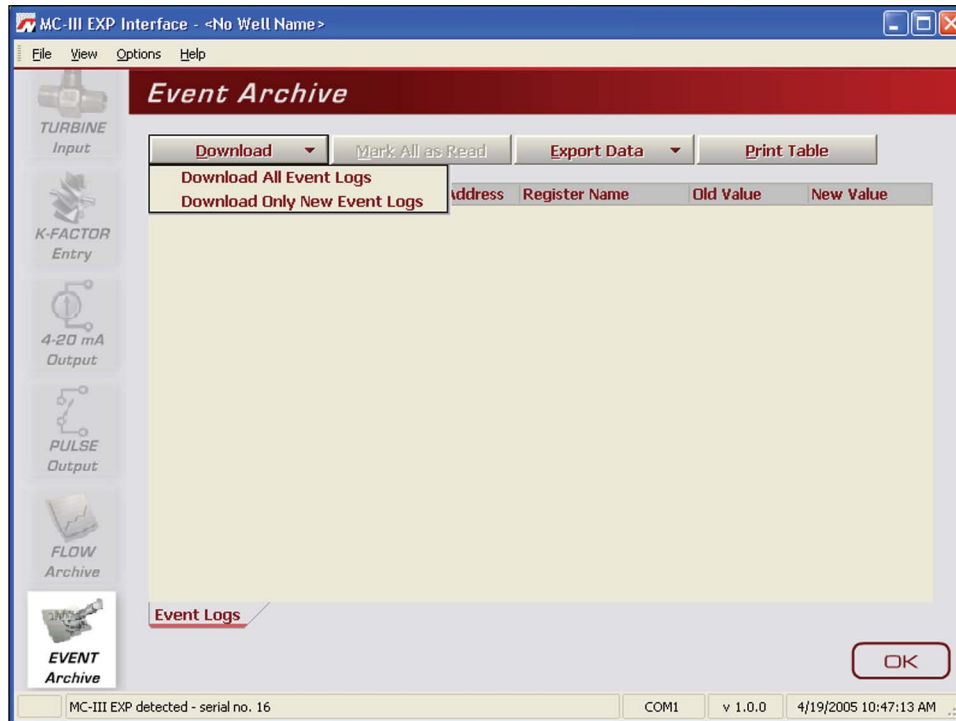 MC-III EXP Interface - <No Well Name>
File View Options Help
Event Archive
TURBINE
Input
K-FACTOR
Entry
4-20 mA
Output
PULSE
Output
FLOW
Archive
EVENT
Archive
Download Mark All as Read Export Data Print Table
Download All Event Logs
Download Only New Event Logs
Address Register Name Old Value New Value
Event Logs
OK
MC-III EXP detected - serial no. 16 COM1 v 1.0.0 4/19/2005 10:47:13 AM